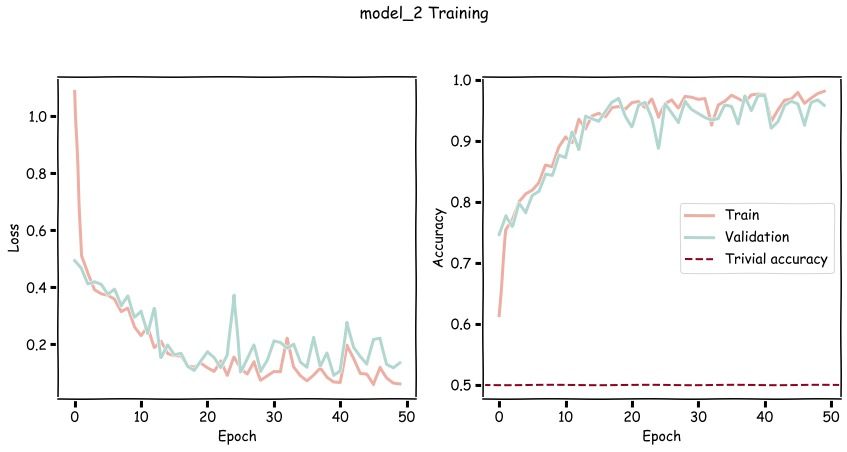 model_2 Training
Loss
1.0
0.8
0.6
0.4
0.2
0 10 20 30 40 50
Epoch
Accuracy
1.0
0.9
0.8
0.7
0.6
0.5
Train
Validation
Trivial accuracy
0 10 20 30 40 50
Epoch